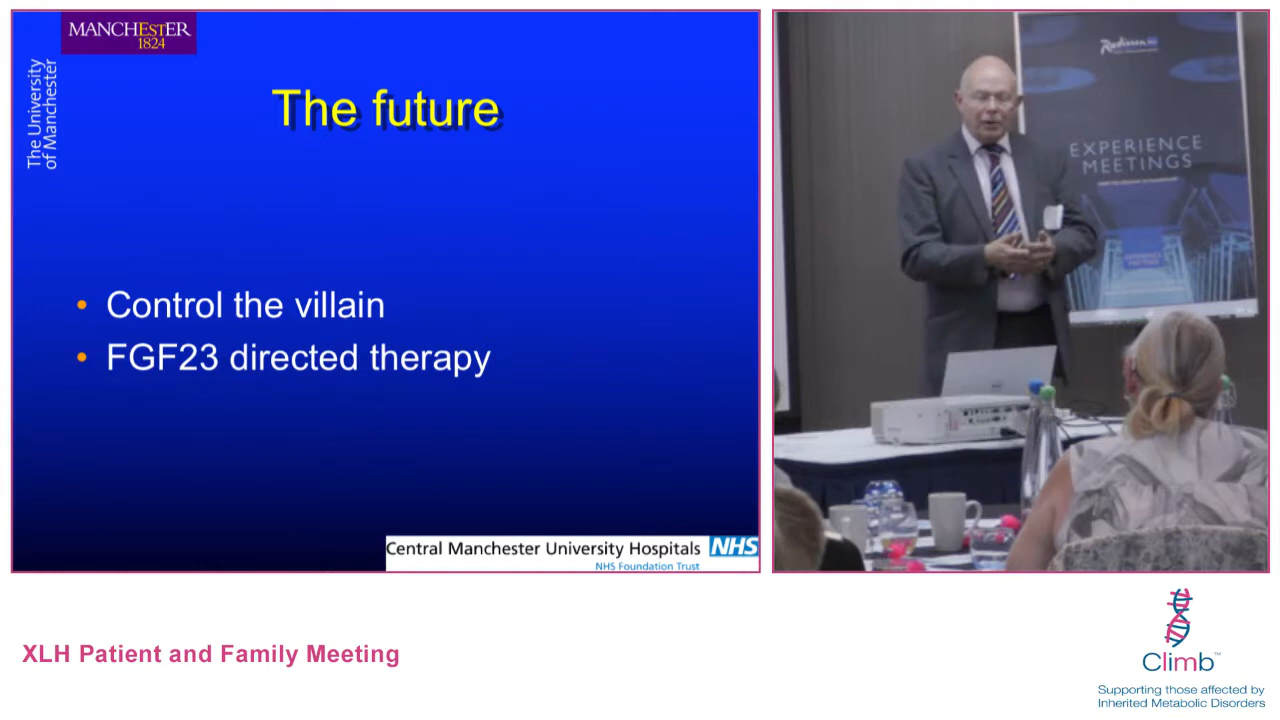 MANCHESTER
1824
The University
of Manchester
The future
• Control the villain
• FGF23 directed therapy
Central Manchester University Hospitals NHS
NHS Foundation Trust
Radisson
EXPERIENCE
MEETINGS
XLH Patient and Family Meeting
Climb™
Supporting those affected by
Inherited Metabolic Disorders